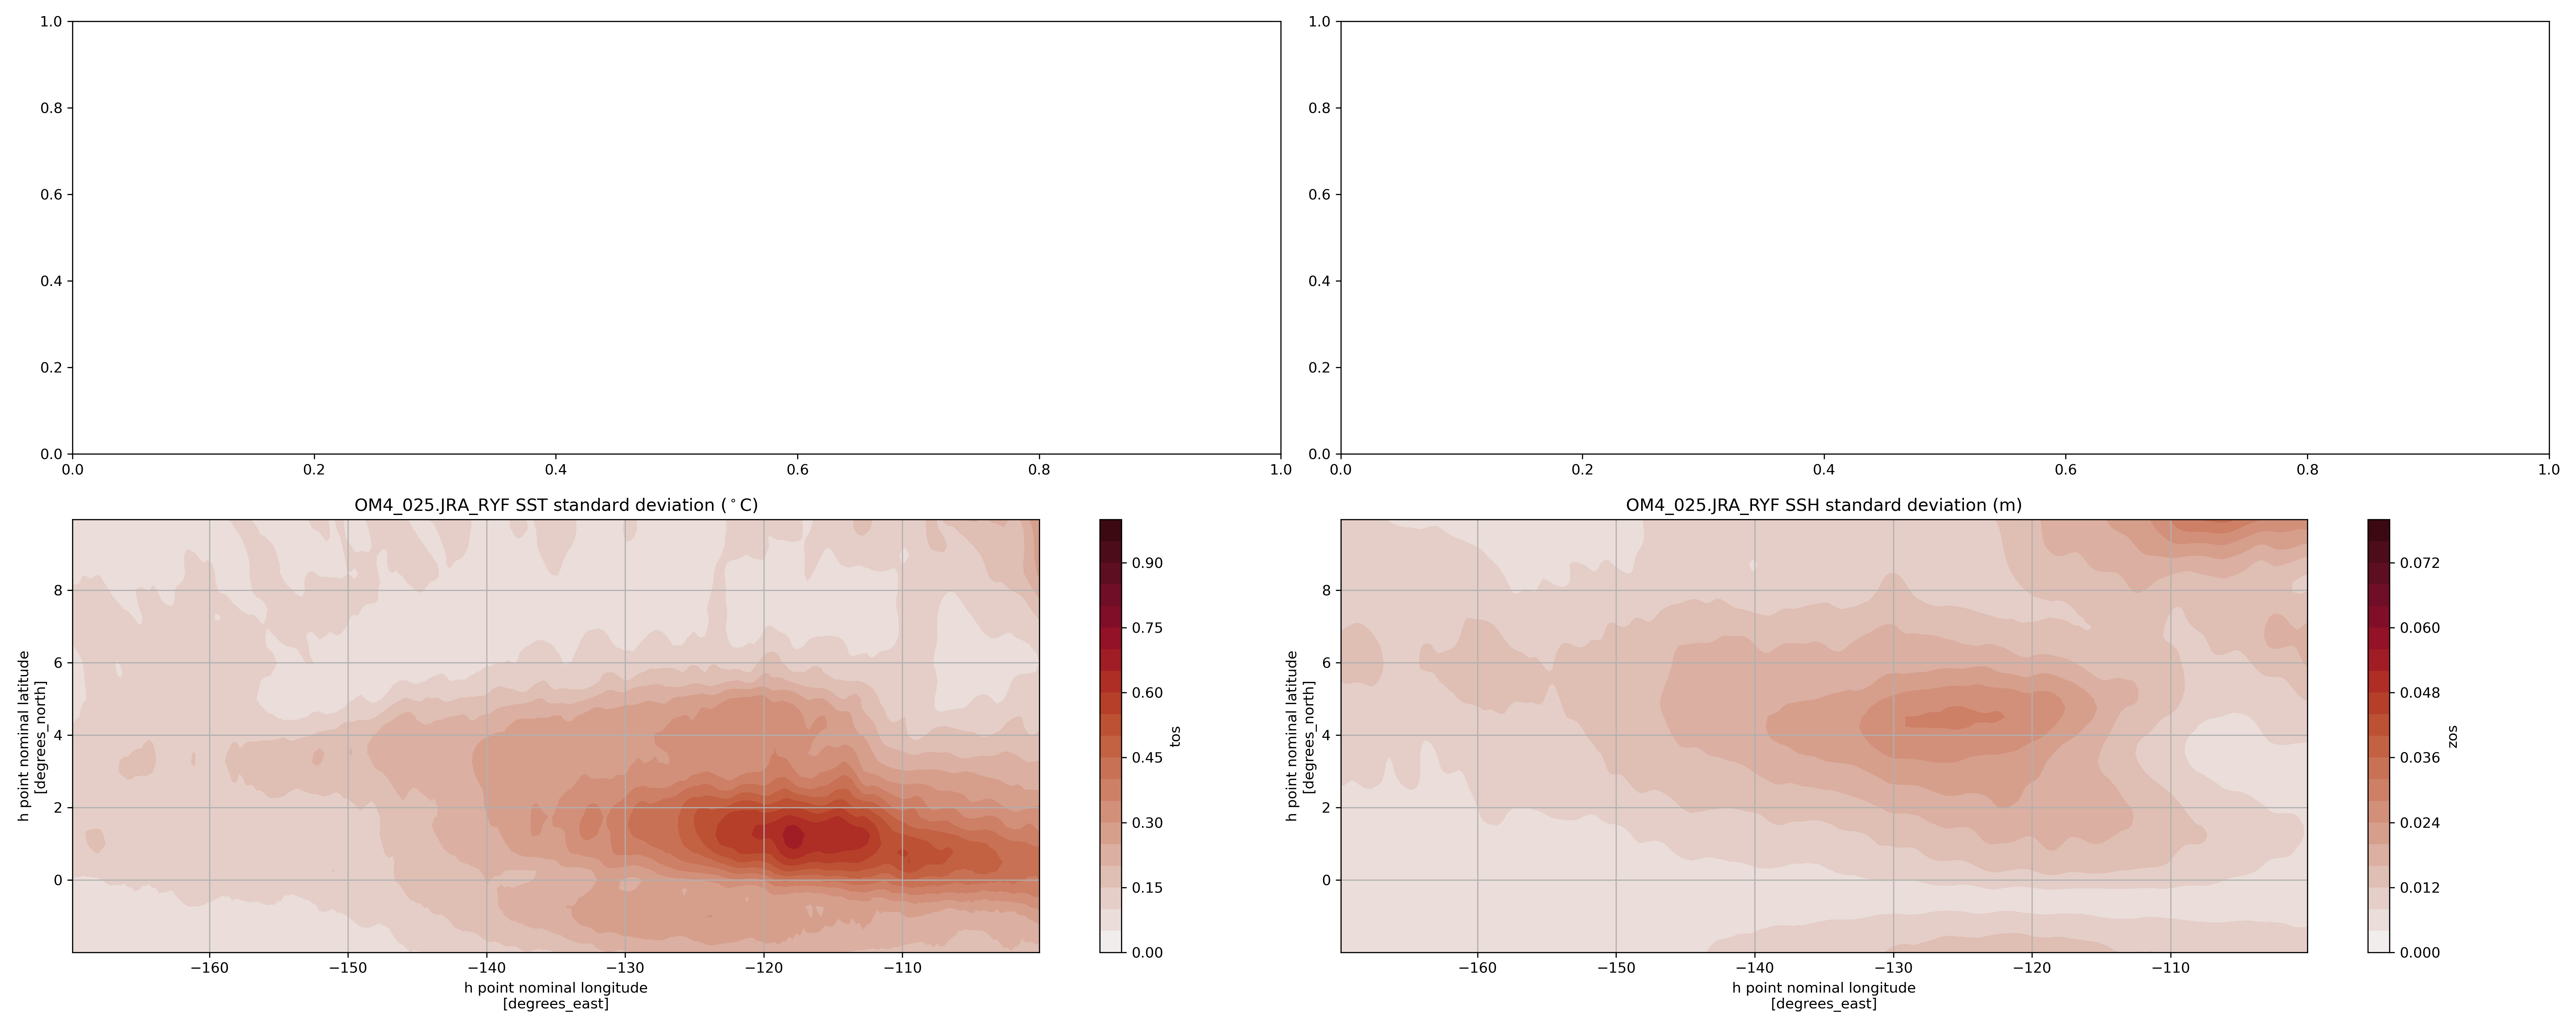 1.0
0.8
0.6
0.4
0.2
0.0
0.0 0.2 0.4 0.6 0.8 1.0
1.0
0.8
0.6
0.4
0.2
0.0
0.0 0.2 0.4 0.6 0.8 1.0
OM4_025.JRA_RYF SST standard deviation (°C)
h point nominal latitude
[degrees_north]
8
6
4
2
0
−160 −150 −140 −130 −120 −110
h point nominal longitude
[degrees_east]
0.90
0.75
0.60
0.45
0.30
0.15
0.00
tos
OM4_025.JRA_RYF SSH standard deviation (m)
h point nominal latitude
[degrees_north]
8
6
4
2
0
−160 −150 −140 −130 −120 −110
h point nominal longitude
[degrees_east]
0.072
0.060
0.048
0.036
0.024
0.012
0.000
zos